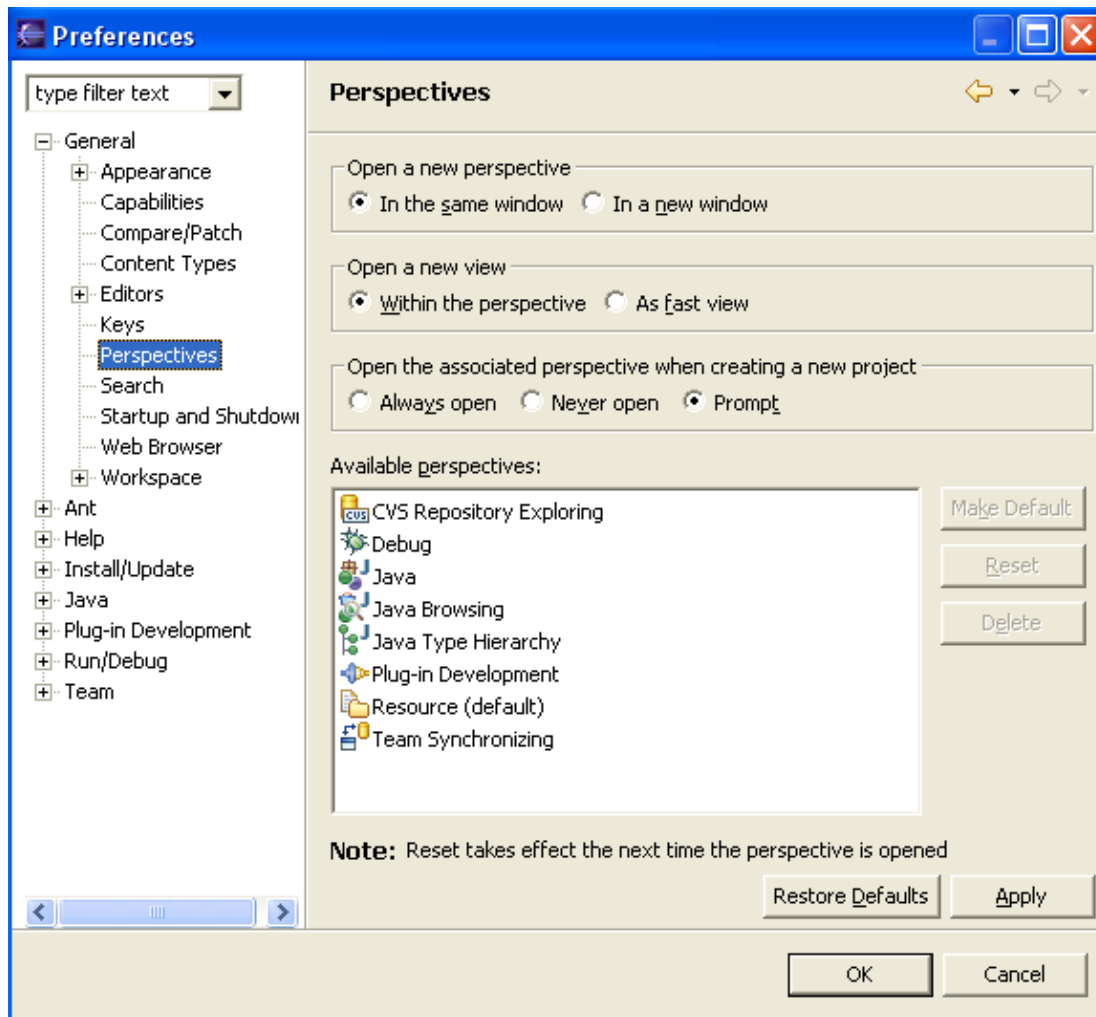 Preferences
type filter text
General
Appearance
Capabilities
Compare/Patch
Content Types
Editors
Keys
Perspectives
Search
Startup and Shutdown
Web Browser
Workspace
Ant
Help
Install/Update
Java
Plug-in Development
Run/Debug
Team
Perspectives
Open a new perspective
In the same window In a new window
Open a new view
Within the perspective As fast view
Open the associated perspective when creating a new project
Always open Never open Prompt
Available perspectives:
CVS Repository Exploring
Debug
Java
Java Browsing
Java Type Hierarchy
Plug-in Development
Resource (default)
Team Synchronizing
Make Default
Reset
Delete
Note: Reset takes effect the next time the perspective is opened
Restore Defaults Apply
OK Cancel